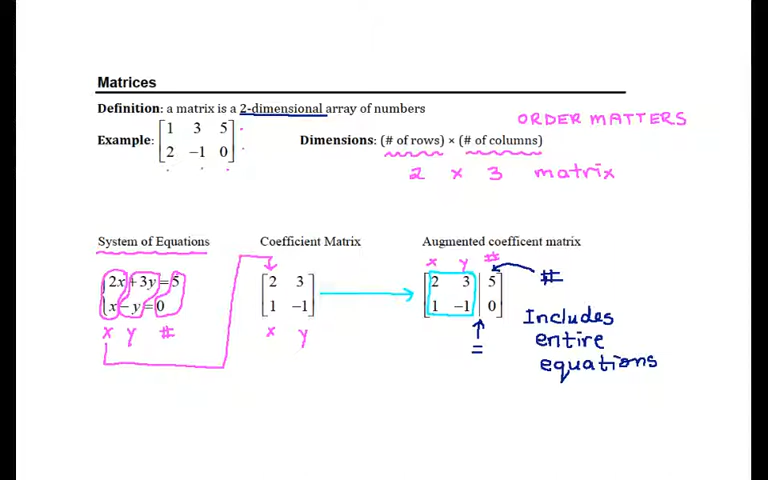 Matrices
Definition: a matrix is a 2-dimensional array of numbers
ORDER MATTERS
Example: [1 3 5
2 −1 0]
Dimensions: (# of rows) × (# of columns)
2 x 3 matrix
System of Equations
Coefficient Matrix
Augmented coefficent matrix
x y #
{2x + 3y = 5
x − y = 0
x y #
[2 3
1 −1]
x y
[2 3 | 5
1 −1 | 0]
#
=
Includes
entire
equations